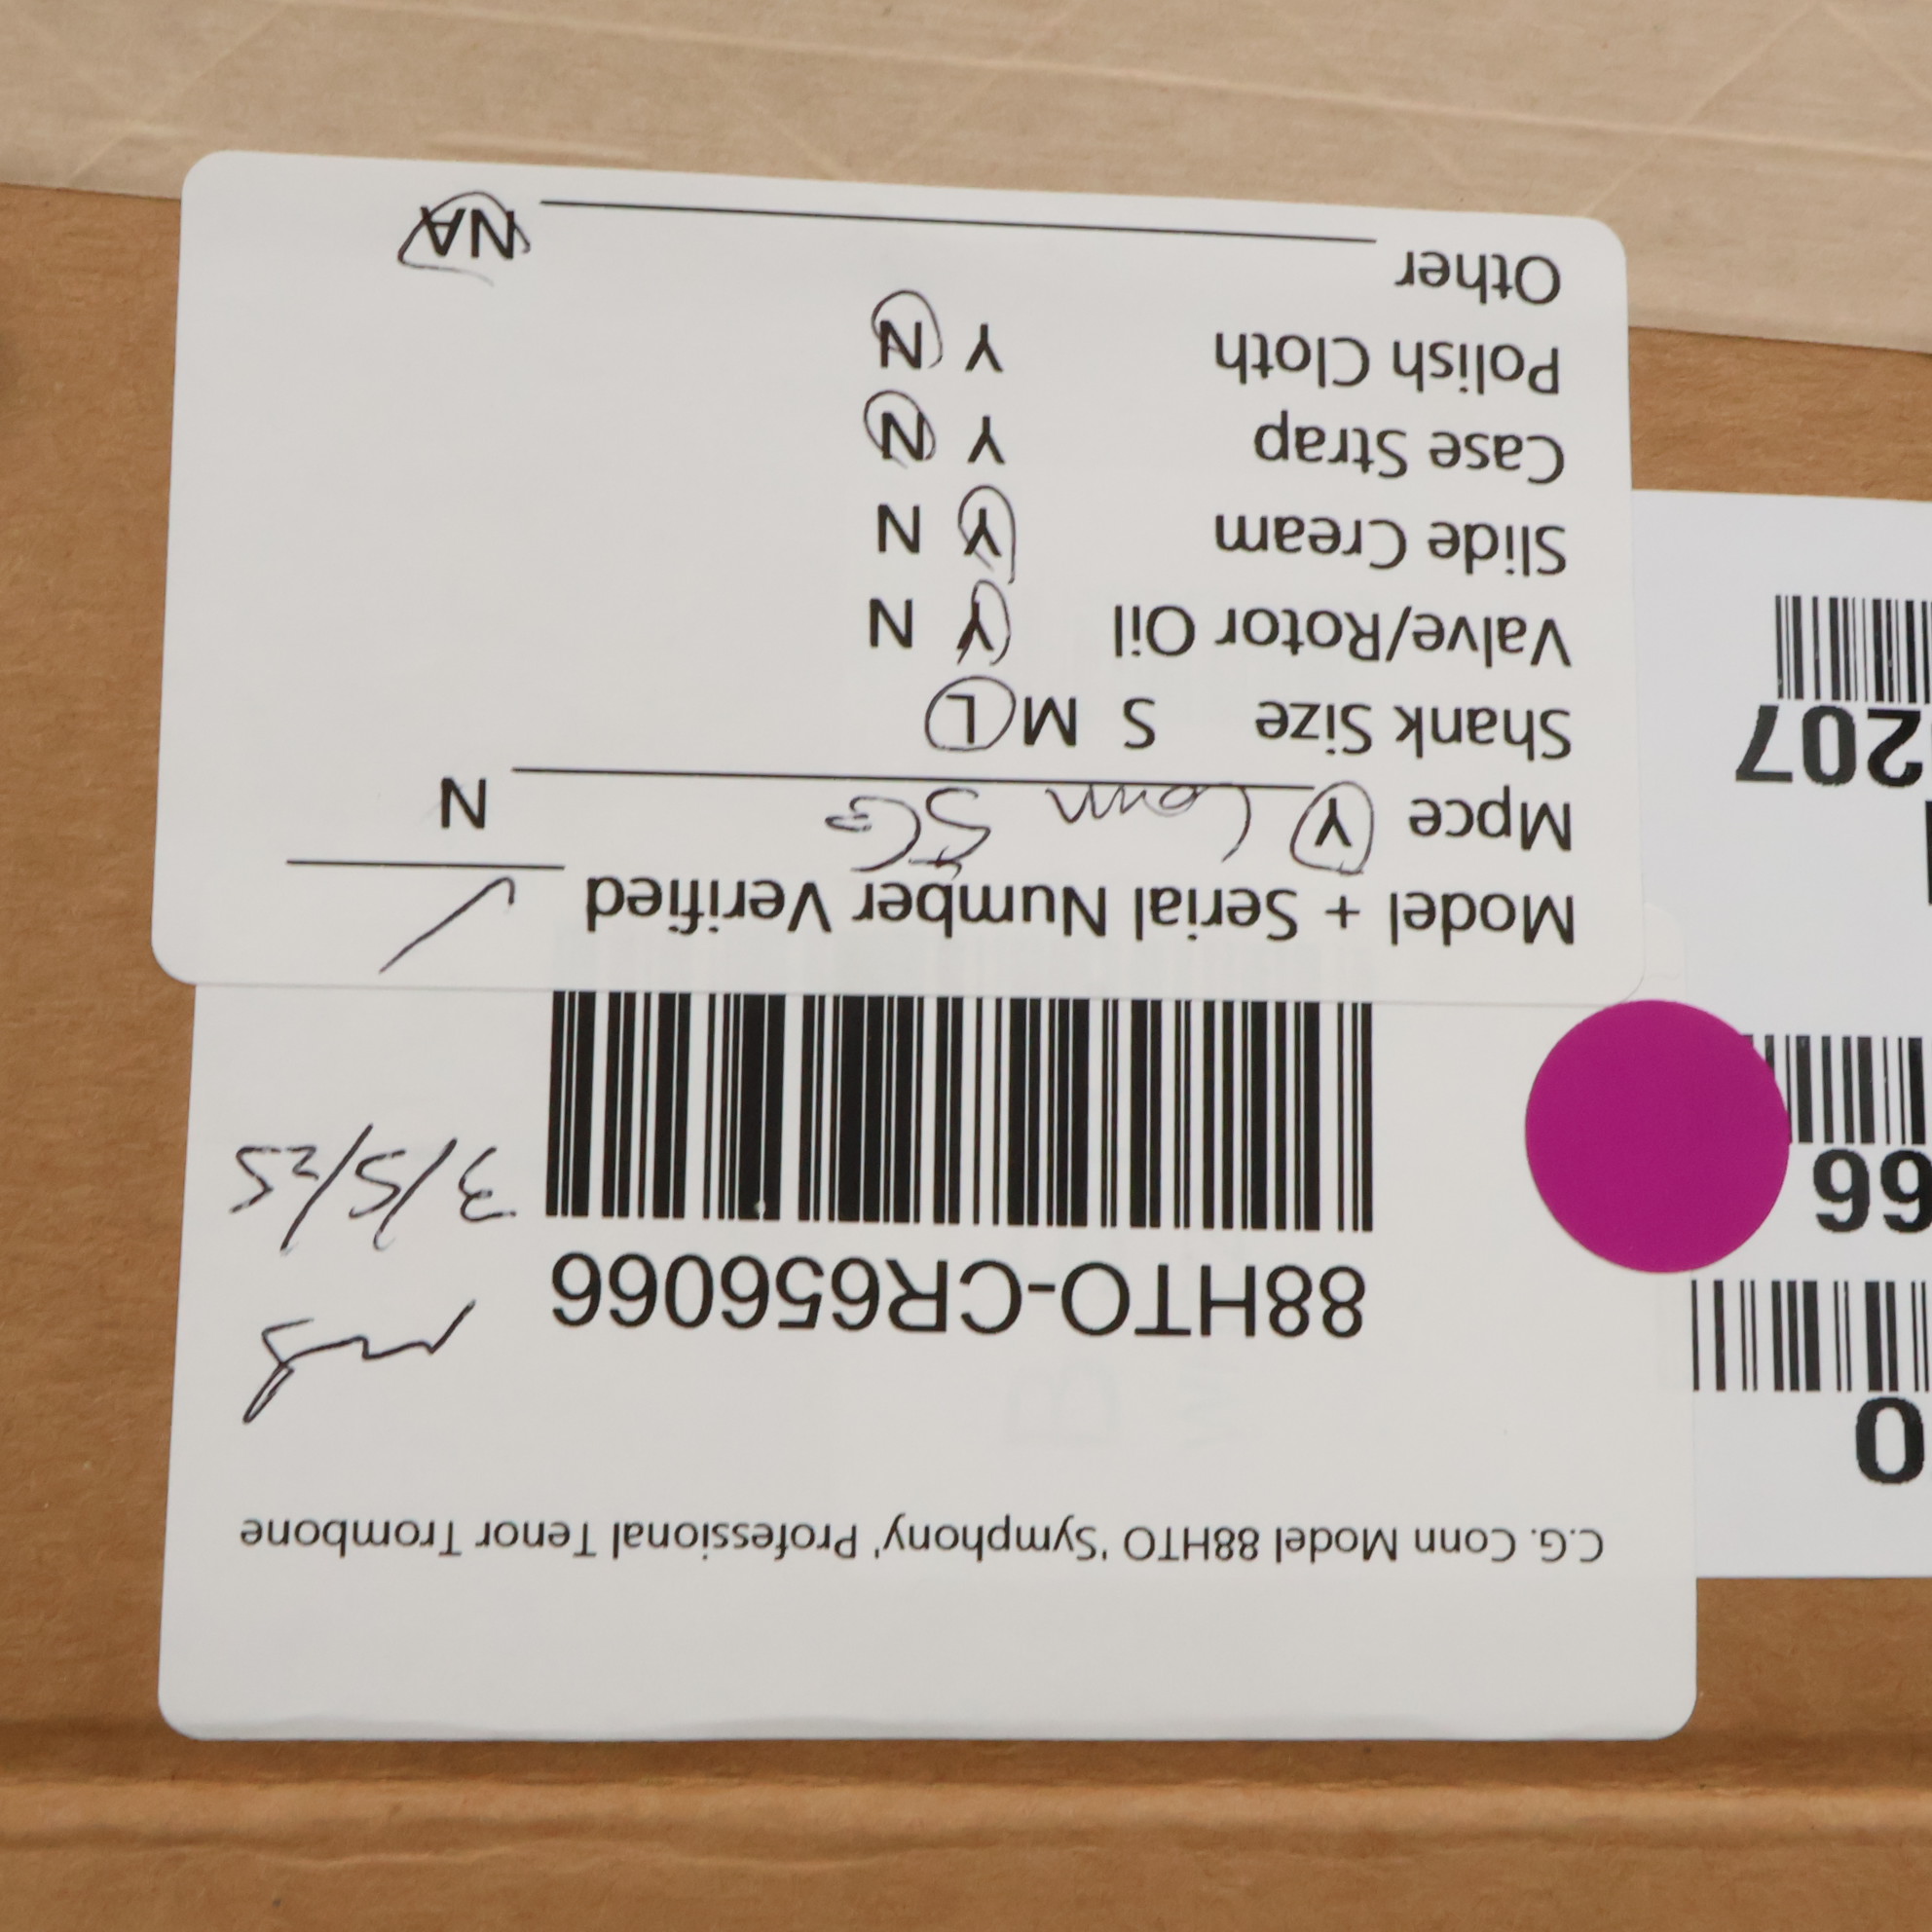 C.G. Conn Model 88HTO 'Symphony' Professional Tenor Trombone
88HTO-CR656066
3/5/25
Model + Serial Number Verified ✓
Mpce Y Conn 5G N
Shank Size S M L
Valve/Rotor Oil Y N
Slide Cream Y N
Case Strap Y N
Polish Cloth Y N
Other NA
0
66
207